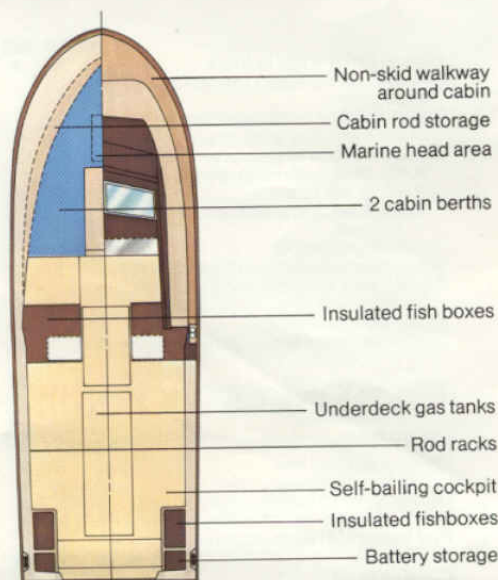 Non-skid walkway
around cabin
Cabin rod storage
Marine head area
2 cabin berths
Insulated fish boxes
Underdeck gas tanks
Rod racks
Self-bailing cockpit
Insulated fishboxes
Battery storage